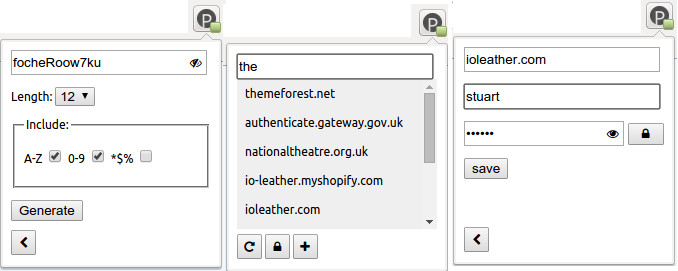 P
focheRoow7ku
Length: 12
Include:
A-Z 0-9 *$%
Generate
P
the
themeforest.net
authenticate.gateway.gov.uk
nationaltheatre.org.uk
io-leather.myshopify.com
ioleather.com
P
ioleather.com
stuart
••••••
save